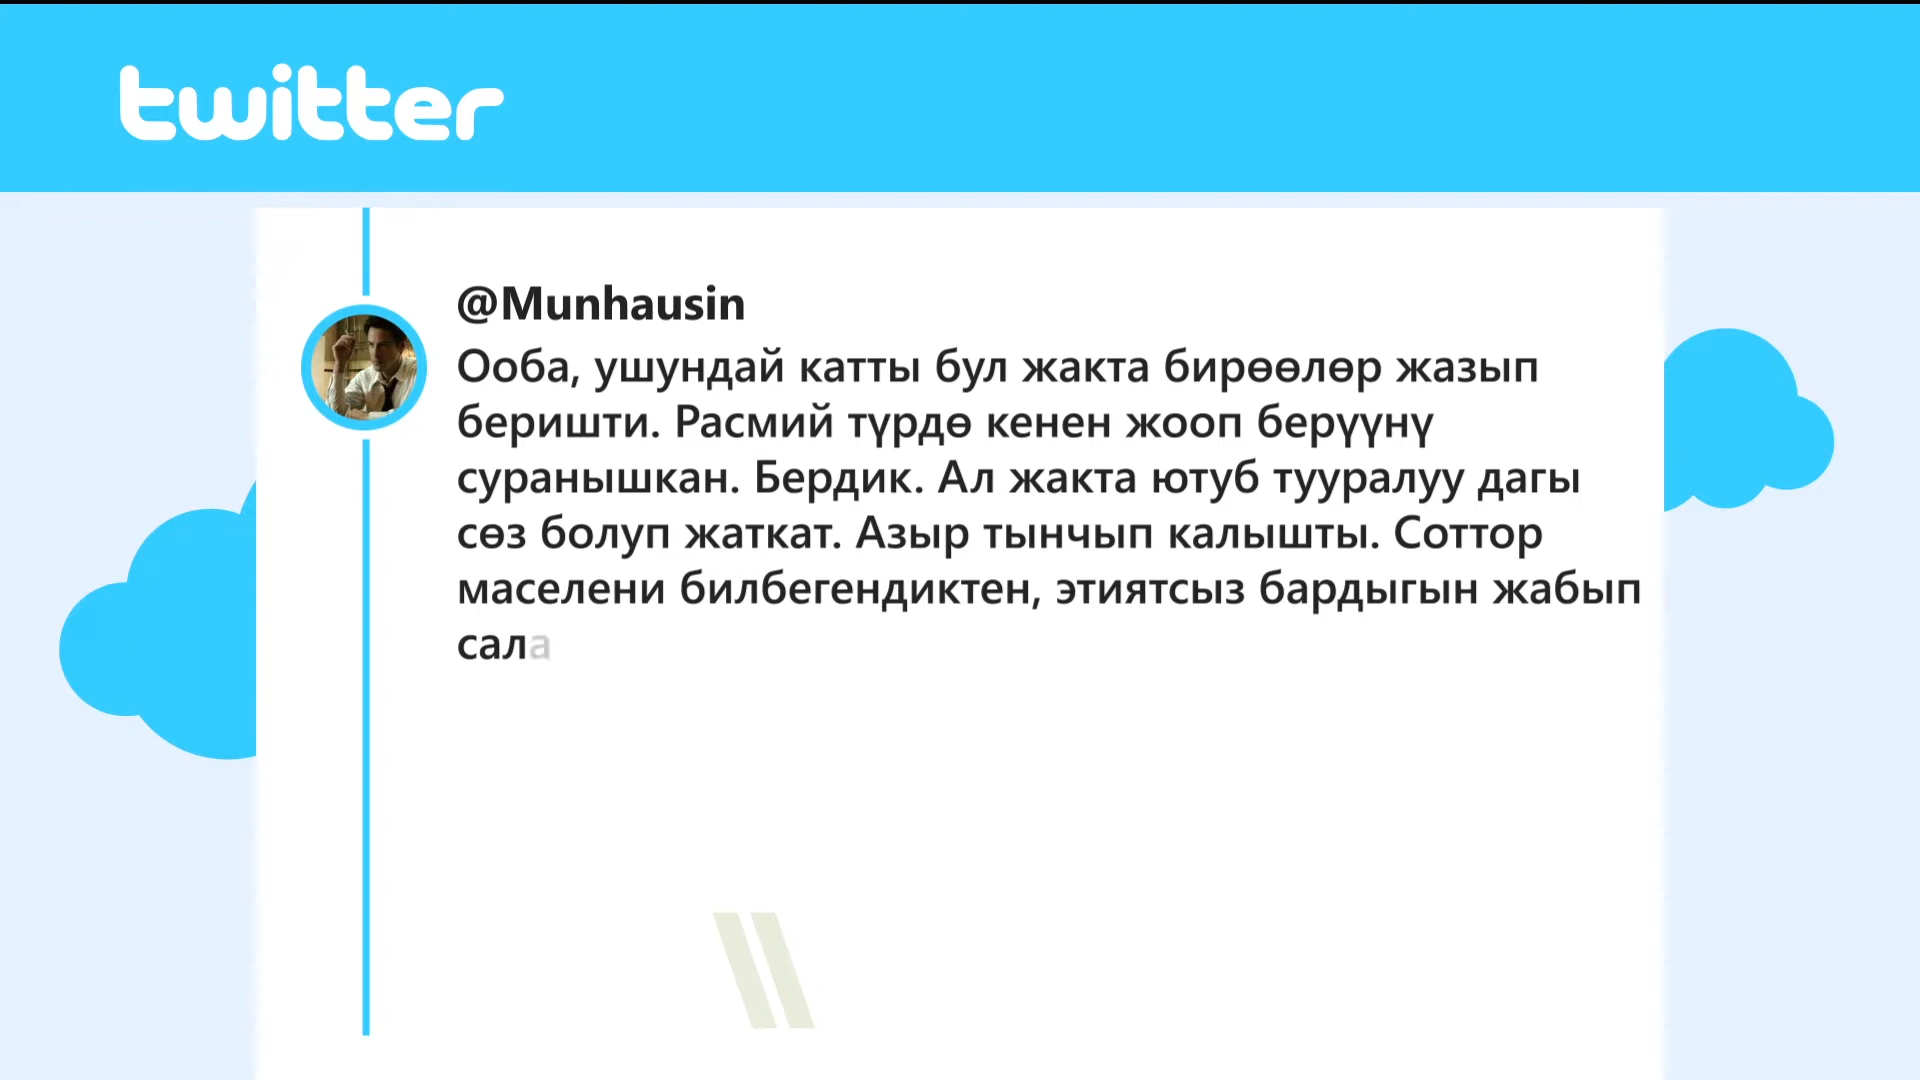 twitter
@Munhausin
Ооба, ушундай катты бул жакта бирөөлөр жазып
беришти. Расмий түрдө кенен жооп берүүнү
суранышкан. Бердик. Ал жакта ютуб тууралуу дагы
сөз болуп жаткат. Азыр тынчып калышты. Соттор
маселени билбегендиктен, этиятсыз бардыгын жабып
сала